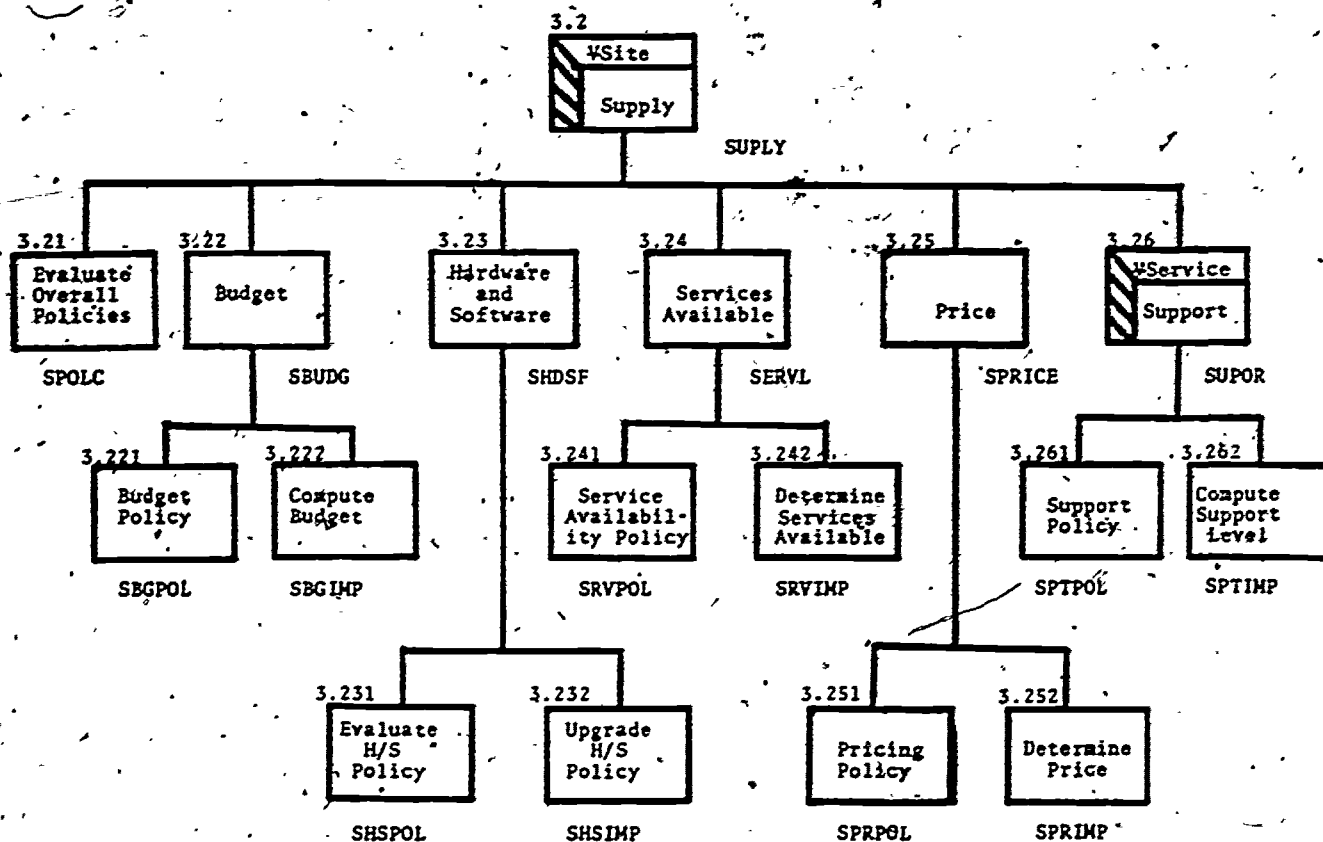 3.2
∀Site
Supply
SUPLY
3.21
3.22
3.23
3.24
3.25
3.26
Evaluate
Overall
Policies
Budget
Hardware
and
Software
Services
Available
Price
∀Service
Support
SPOLC
SBUDG
SHDSF
SERVL
SPRICE
SUPOR
3.221
3.222
3.241
3.242
3.261
3.262
Budget
Policy
Compute
Budget
Service
Availabil-
ity Policy
Determine
Services
Available
Support
Policy
Compute
Support
Level
SBGPOL
SBGIMP
SRVPOL
SRVIMP
SPTPOL
SPTIMP
3.231
3.232
3.251
3.252
Evaluate
H/S
Policy
Upgrade
H/S
Policy
Pricing
Policy
Determine
Price
SHSPOL
SHSIMP
SPRPOL
SPRIMP